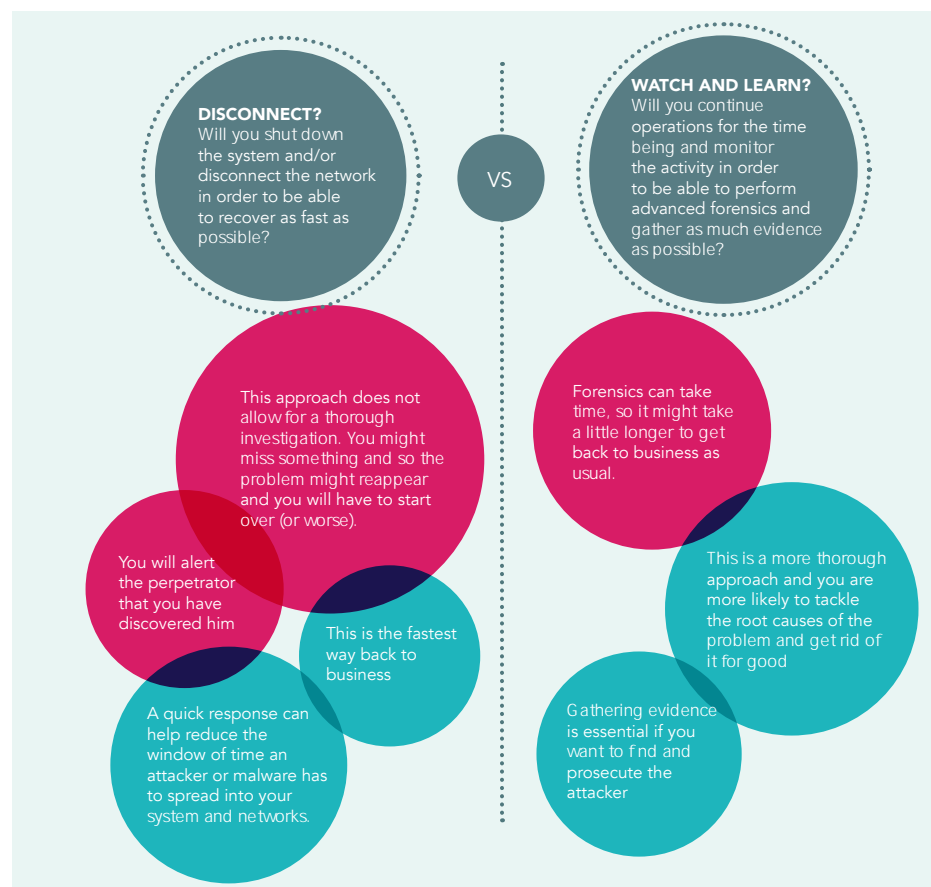 DISCONNECT?
Will you shut down
the system and/or
disconnect the network
in order to be able
to recover as fast as
possible?
VS
WATCH AND LEARN?
Will you continue
operations for the time
being and monitor
the activity in order
to be able to perform
advanced forensics and
gather as much evidence
as possible?
This approach does not
allow for a thorough
investigation. You might
miss something and so the
problem might reappear
and you will have to start
over (or worse).
You will alert
the perpetrator
that you have
discovered him
This is the fastest
way back to
business
A quick response can
help reduce the
window of time an
attacker or malware has
to spread into your
system and networks.
Forensics can take
time, so it might take
a little longer to get
back to business as
usual.
This is a more thorough
approach and you are
more likely to tackle
the root causes of the
problem and get rid of
it for good
Gathering evidence
is essential if you
want to f nd and
prosecute the
attacker